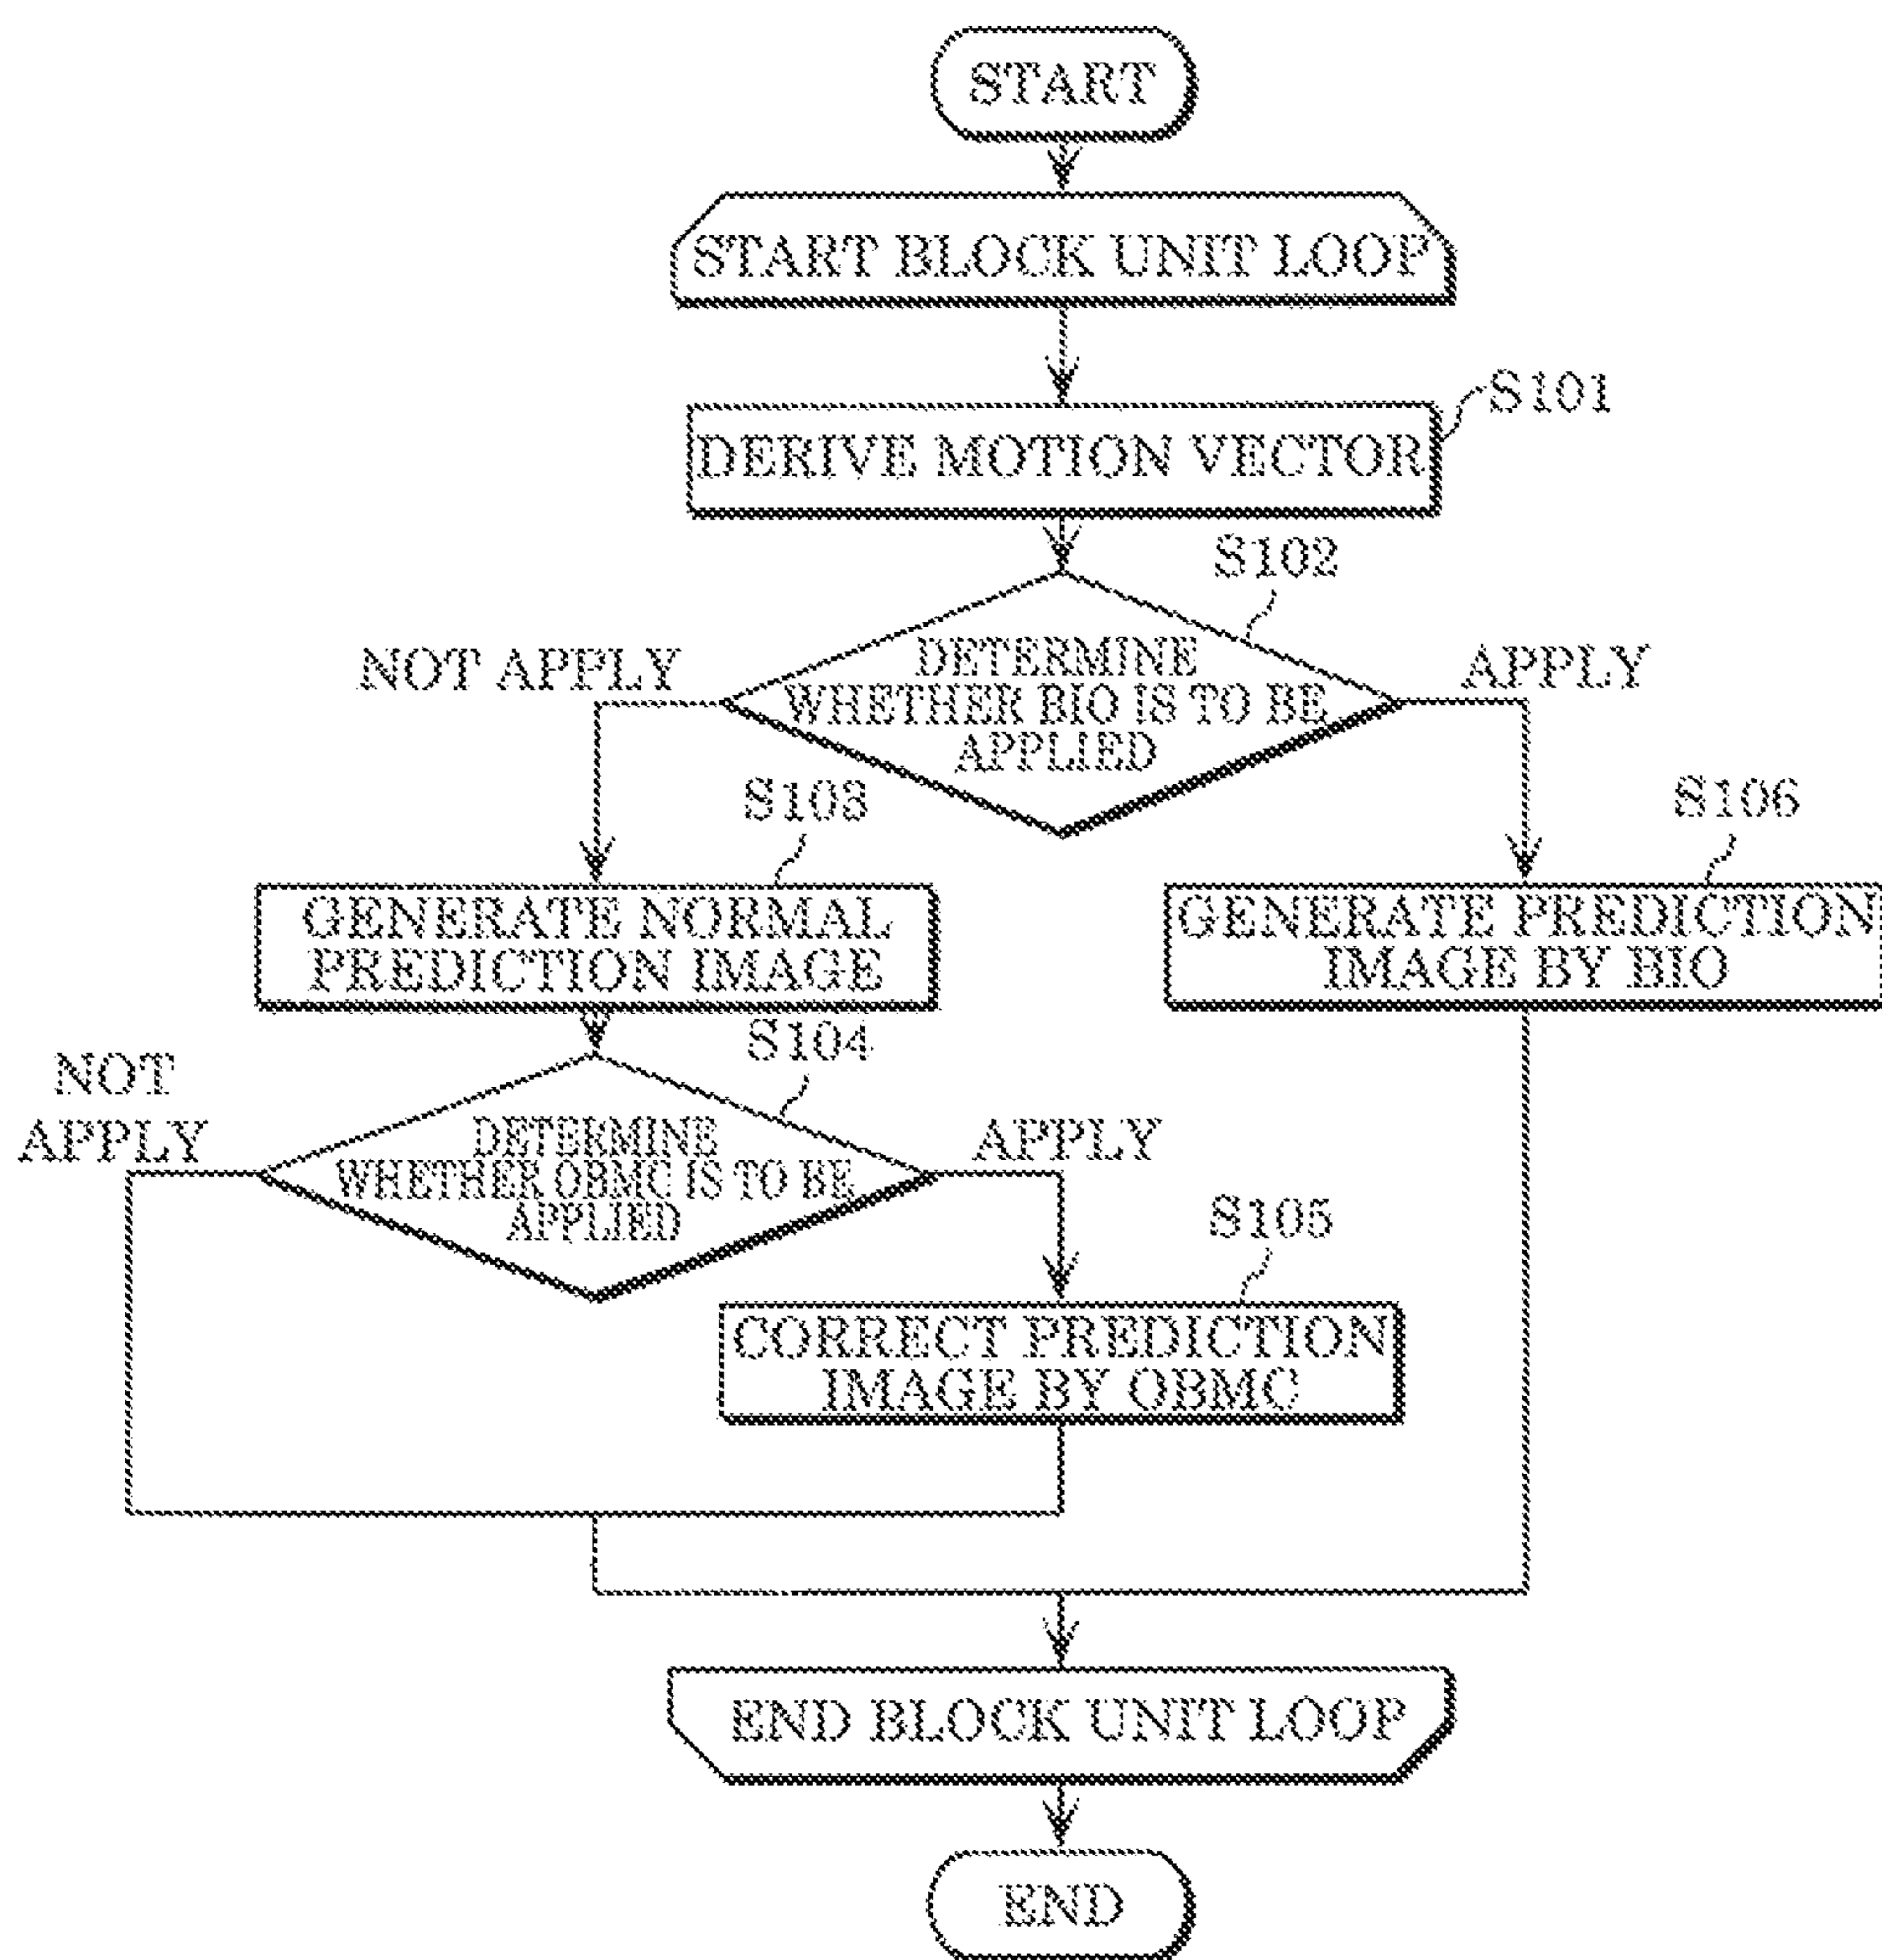 START
START BLOCK UNIT LOOP
S101
DERIVE MOTION VECTOR
S102
NOT APPLY
DETERMINE
WHETHER BIO IS TO BE
APPLIED
APPLY
S103
S106
GENERATE NORMAL
PREDICTION IMAGE
GENERATE PREDICTION
IMAGE BY BIO
S104
NOT
APPLY
DETERMINE
WHETHER OBMC IS TO BE
APPLIED
APPLY
S105
CORRECT PREDICTION
IMAGE BY OBMC
END BLOCK UNIT LOOP
END